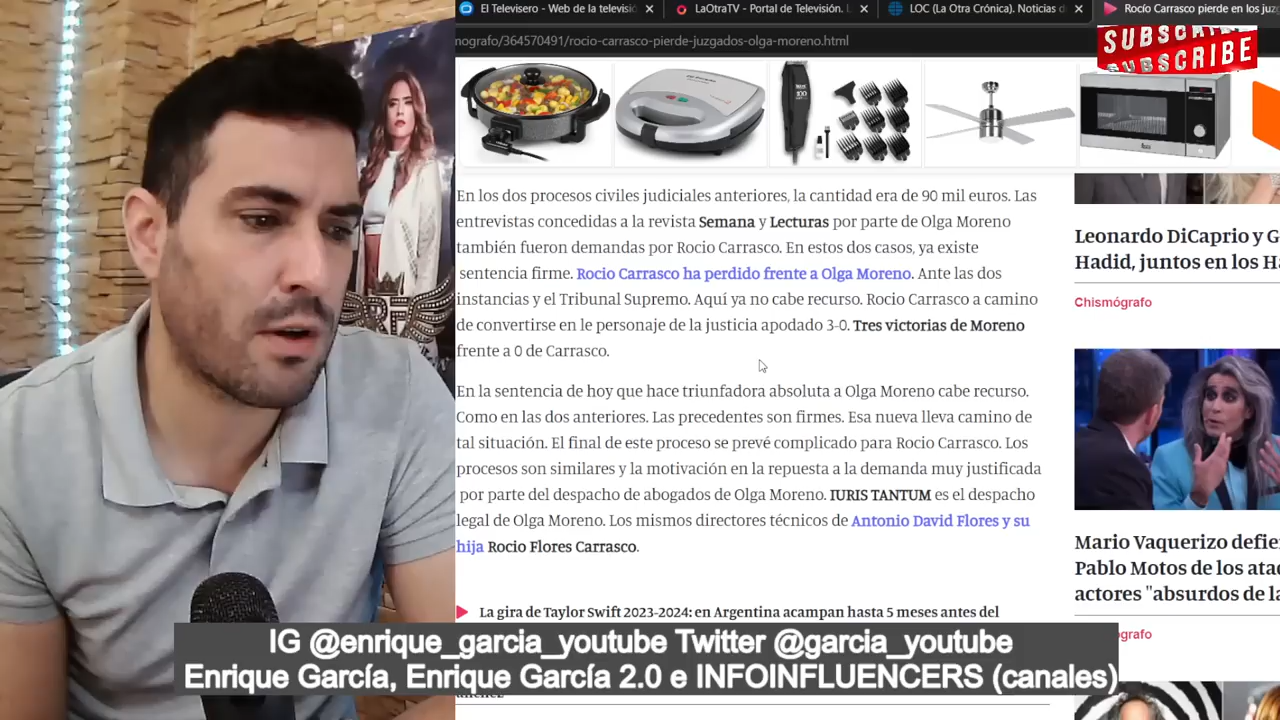 El Televisero - Web de la televisió
LaOtraTV - Portal de Televisión.
LOC (La Otra Crónica). Noticias d
Rocío Carrasco pierde en los juz
nografo/364570491/rocio-carrasco-pierde-juzgados-olga-moreno.html
SUBSCRIBE
SUBSCRIBE
En los dos procesos civiles judiciales anteriores, la cantidad era de 90 mil euros. Las
entrevistas concedidas a la revista Semana y Lecturas por parte de Olga Moreno
también fueron demandas por Rocio Carrasco. En estos dos casos, ya existe
sentencia firme. Rocio Carrasco ha perdido frente a Olga Moreno. Ante las dos
instancias y el Tribunal Supremo. Aquí ya no cabe recurso. Rocio Carrasco a camino
de convertirse en le personaje de la justicia apodado 3-0. Tres victorias de Moreno
frente a 0 de Carrasco.
En la sentencia de hoy que hace triunfadora absoluta a Olga Moreno cabe recurso.
Como en las dos anteriores. Las precedentes son firmes. Esa nueva lleva camino de
tal situación. El final de este proceso se prevé complicado para Rocio Carrasco. Los
procesos son similares y la motivación en la repuesta a la demanda muy justificada
por parte del despacho de abogados de Olga Moreno. IURIS TANTUM es el despacho
legal de Olga Moreno. Los mismos directores técnicos de Antonio David Flores y su
hija Rocio Flores Carrasco.
La gira de Taylor Swift 2023-2024: en Argentina acampan hasta 5 meses antes del
Leonardo DiCaprio y G
Hadid, juntos en los Ha
Chismógrafo
Mario Vaquerizo defie
Pablo Motos de los ata
actores "absurdos de la
ógrafo
IG @enrique_garcia_youtube Twitter @garcia_youtube
Enrique García, Enrique García 2.0 e INFOINFLUENCERS (canales)